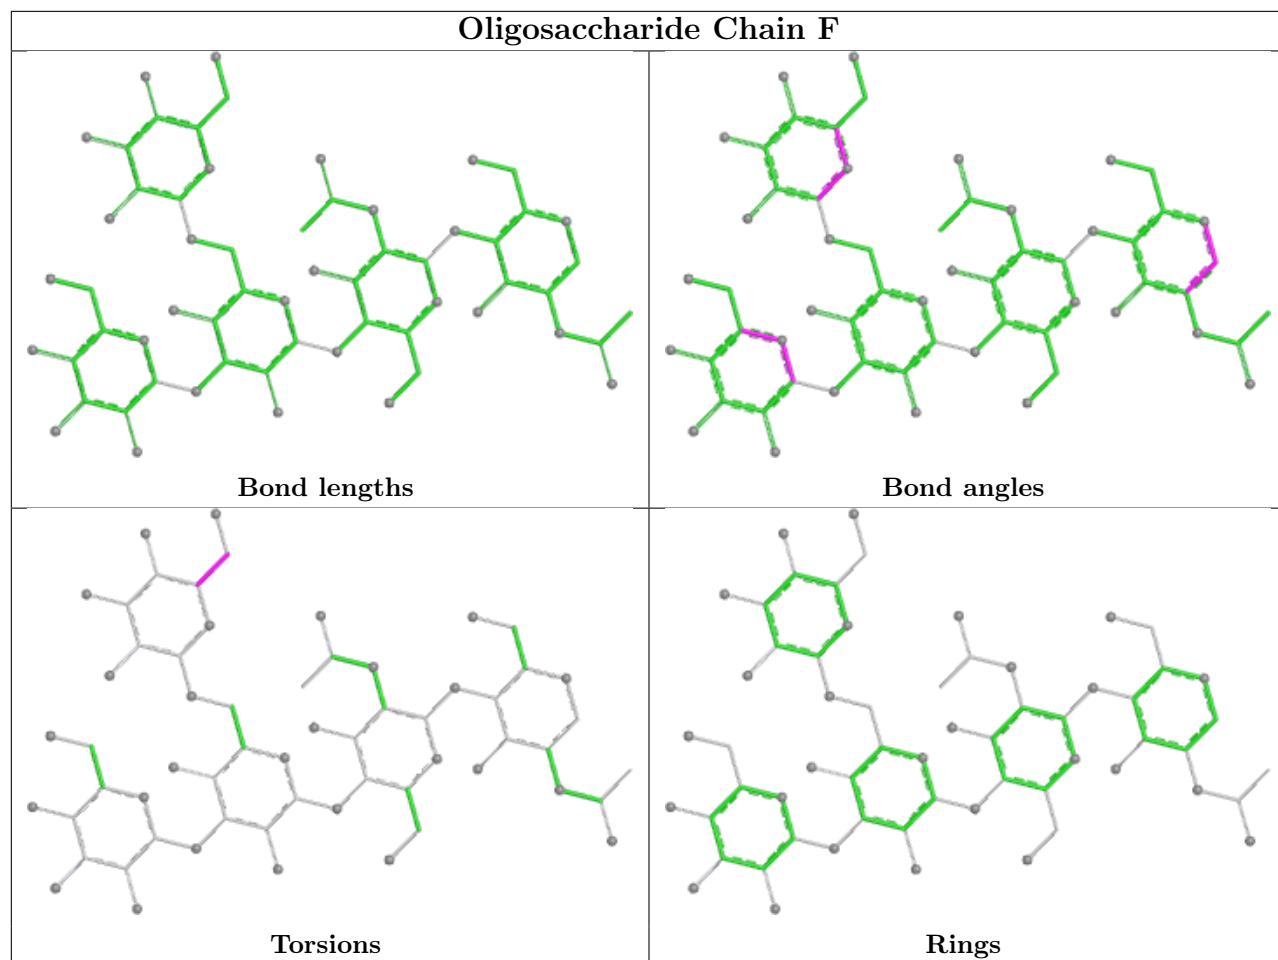 Oligosaccharide Chain F
Bond lengths
Bond angles
Torsions
Rings